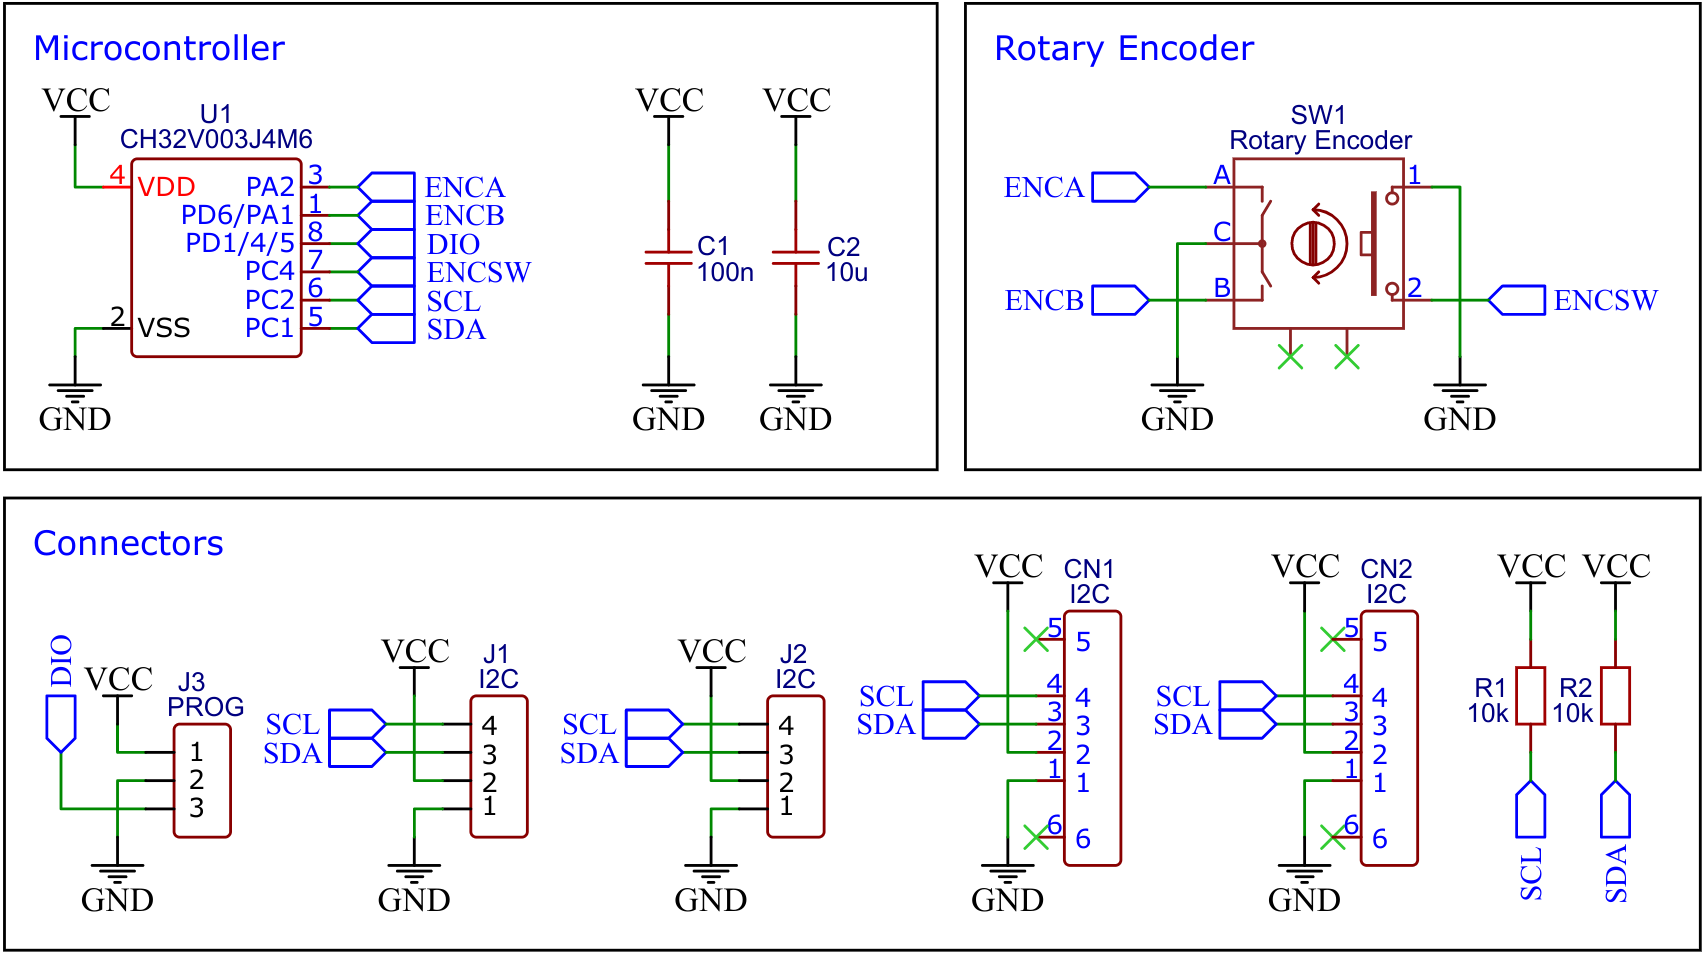 Microcontroller
VCC
U1
CH32V003J4M6
4 VDD
PA2 3 ENCA
PD6/PA1 1 ENCB
PD1/4/5 8 DIO
PC4 7 ENCSW
PC2 6 SCL
2 VSS
PC1 5 SDA
GND
VCC
C1
100n
GND
VCC
C2
10u
GND
Rotary Encoder
SW1
Rotary Encoder
ENCA A
C
ENCB B
1
2 ENCSW
GND
GND
Connectors
DIO
VCC
J3
PROG
1
2
3
GND
VCC
J1
I2C
SCL 4
SDA 3
2
1
GND
VCC
J2
I2C
SCL 4
SDA 3
2
1
GND
VCC
CN1
I2C
5 5
SCL 4 4
SDA 3 3
2 2
1 1
6 6
GND
VCC
CN2
I2C
5 5
SCL 4 4
SDA 3 3
2 2
1 1
6 6
GND
VCC
R1
10k
SCL
VCC
R2
10k
SDA